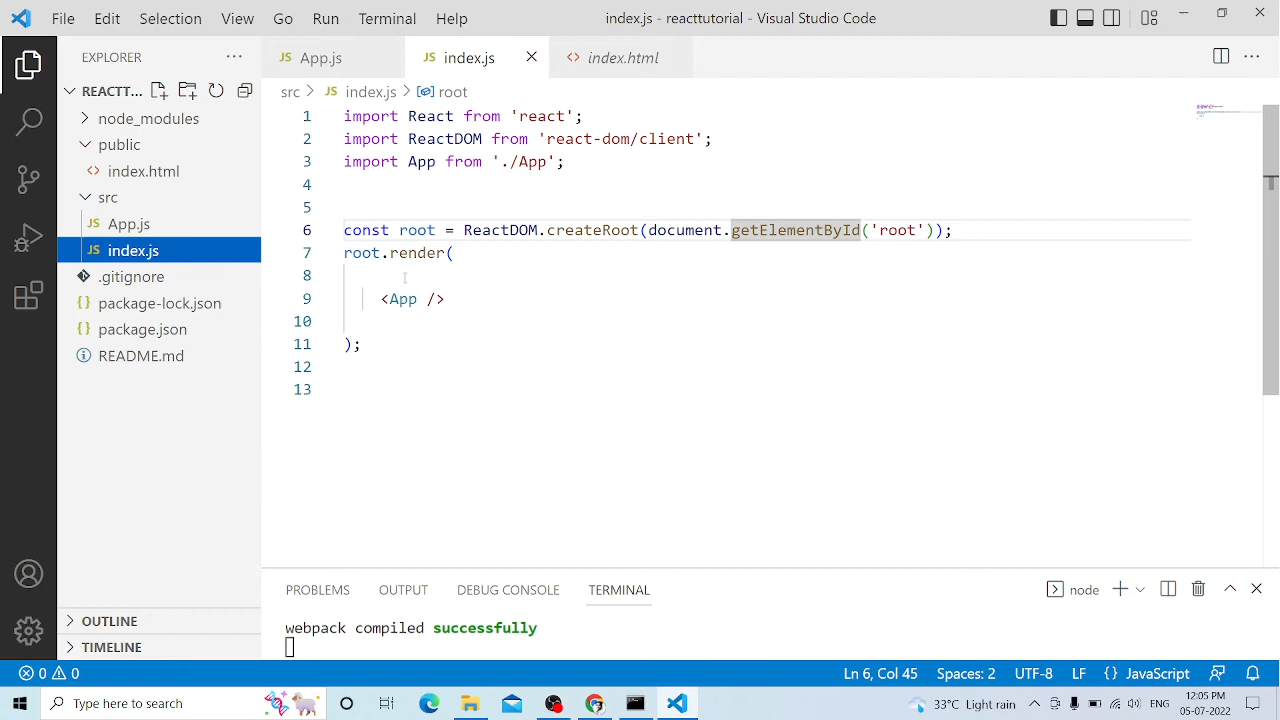 File Edit Selection View Go Run Terminal Help index.js - reacttutorial - Visual Studio Code
EXPLORER
REACTT...
node_modules
public
<> index.html
src
JS App.js
JS index.js
.gitignore
{} package-lock.json
{} package.json
README.md
OUTLINE
TIMELINE
JS App.js JS index.js <> index.html
src > JS index.js > root
1 import React from 'react';
2 import ReactDOM from 'react-dom/client';
3 import App from './App';
4
5
6 const root = ReactDOM.createRoot(document.getElementById('root'));
7 root.render(
8
9 <App />
10
11 );
12
13
PROBLEMS OUTPUT DEBUG CONSOLE TERMINAL node
webpack compiled successfully
0 0 Ln 6, Col 45 Spaces: 2 UTF-8 LF {} JavaScript
Type here to search 33°C Light rain ENG 12:05 PM
05-07-2022